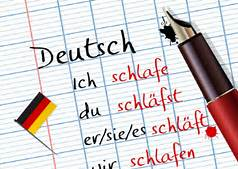 Deutsch
Ich schlafe
du schläfst
er/sie/es schläft
wir schlafen